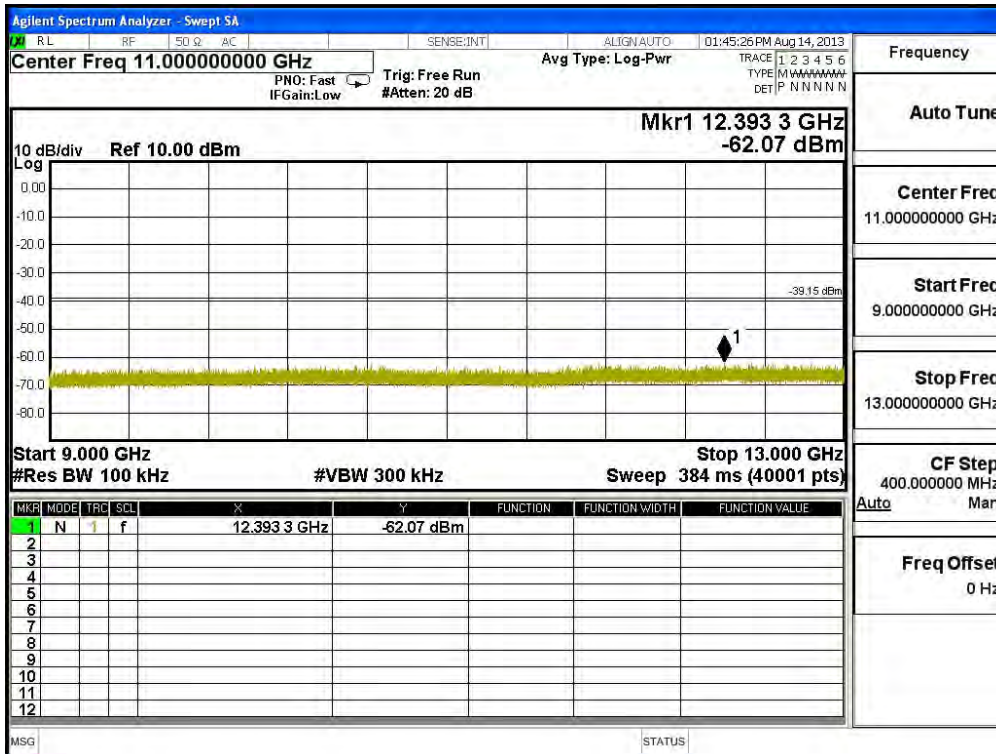 Agilent Spectrum Analyzer - Swept SA
RL RF 50 Ω AC SENSE:INT ALIGN AUTO 01:45:26 PM Aug 14, 2013
Center Freq 11.000000000 GHz
PNO: Fast
IFGain:Low
Trig: Free Run
#Atten: 20 dB
Avg Type: Log-Pwr
TRACE 1 2 3 4 5 6
TYPE M WWWWW
DET P N N N N N
Mkr1 12.393 3 GHz
-62.07 dBm
10 dB/div Ref 10.00 dBm
Log
0.00
-10.0
-20.0
-30.0
-39.15 dBm
-40.0
-50.0
1
-60.0
-70.0
-80.0
Start 9.000 GHz Stop 13.000 GHz
#Res BW 100 kHz #VBW 300 kHz Sweep 384 ms (40001 pts)
MKR MODE TRC SCL X Y FUNCTION FUNCTION WIDTH FUNCTION VALUE
1 N 1 f 12.393 3 GHz -62.07 dBm
2
3
4
5
6
7
8
9
10
11
12
MSG STATUS
Frequency
Auto Tune
Center Freq
11.000000000 GHz
Start Freq
9.000000000 GHz
Stop Freq
13.000000000 GHz
CF Step
400.000000 MHz
Auto Man
Freq Offset
0 Hz